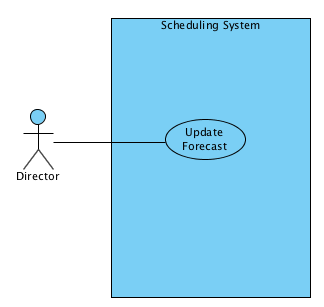 Scheduling System
Update
Forecast
Director